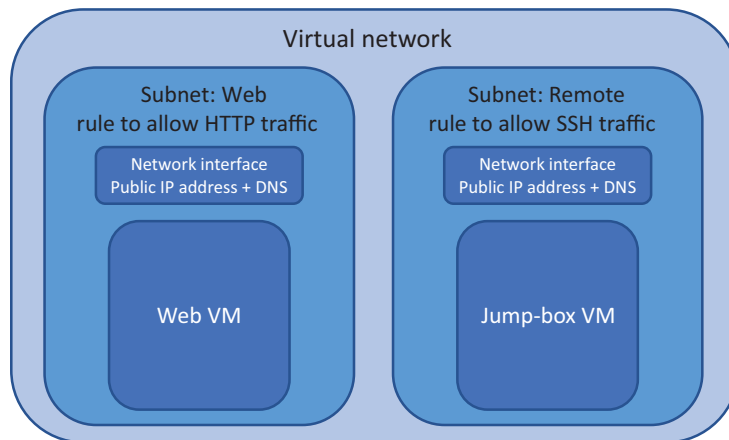 Virtual network
Subnet: Web
rule to allow HTTP traffic
Network interface
Public IP address + DNS
Web VM
Subnet: Remote
rule to allow SSH traffic
Network interface
Public IP address + DNS
Jump-box VM